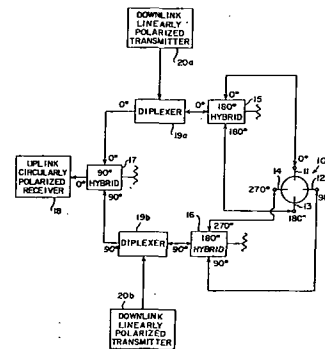 DOWNLINK
LINEARLY
POLARIZED
TRANSMITTER
20a
0°
0°
DIPLEXER
0°
180°
HYBRID
15
180°
19a
0°
17
UPLINK
CIRCULARLY
POLARIZED
RECEIVER
18
0°
90°
HYBRID
90°
0°
10
11
14
270°
12
13
180°
16
19b
DIPLEXER
90°
90°
270°
180°
HYBRID
90°
DOWNLINK
LINEARLY
POLARIZED
TRANSMITTER
20b